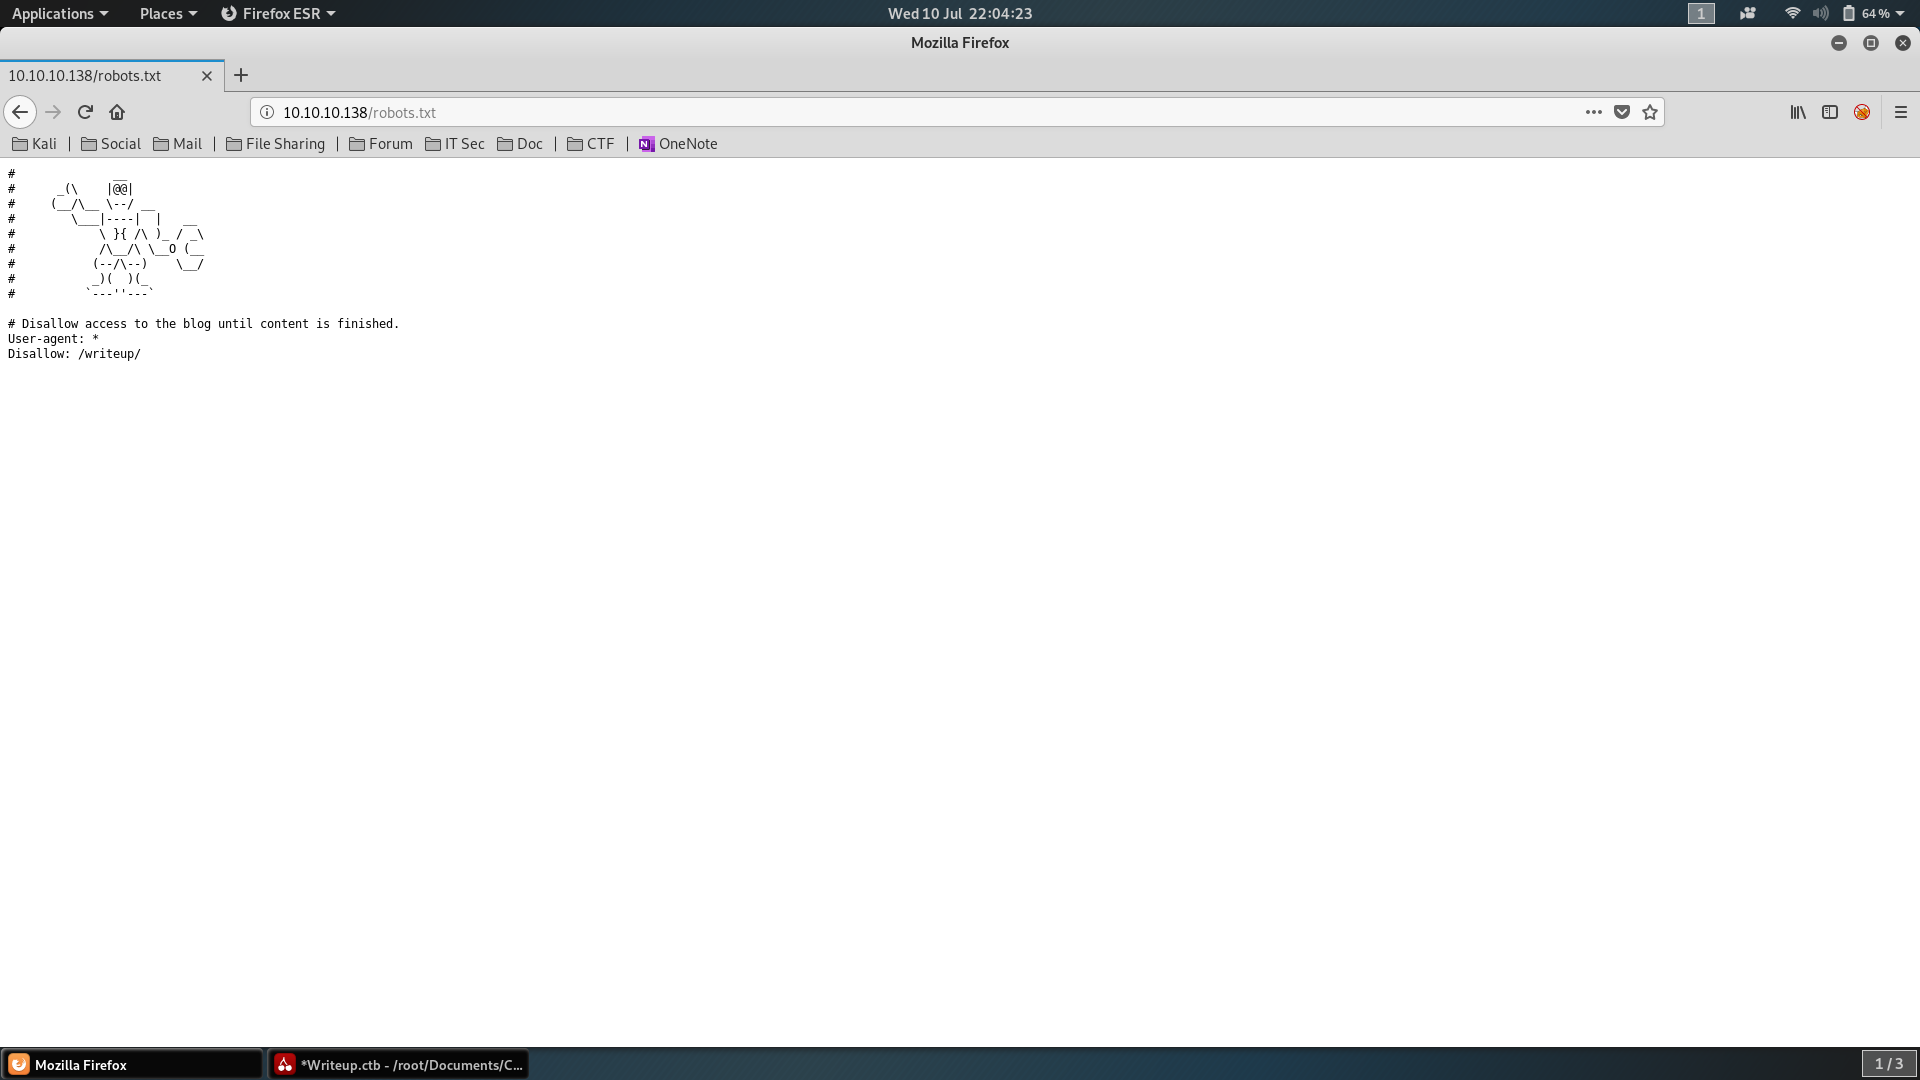 Applications Places Firefox ESR Wed 10 Jul 22:04:23 1 64 %
Mozilla Firefox
10.10.10.138/robots.txt
10.10.10.138/robots.txt
Kali | Social Mail | File Sharing | Forum IT Sec Doc | CTF | OneNote
#              __
#      _(\    |@@|
#     (__/\__ \--/ __
#        \___|----|  |   __
#            \ }{ /\ )_ / _\
#            /\__/\ \__O (__
#           (--/\--)    \__/
#           _)(  )(_
#          `---''---`
# Disallow access to the blog until content is finished.
User-agent: *
Disallow: /writeup/
Mozilla Firefox *Writeup.ctb - /root/Documents/C... 1 / 3